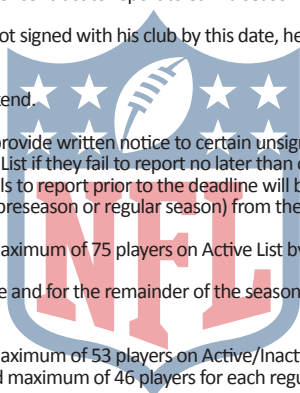 ot signed with his club by this date, he
end.
provide written notice to certain unsign
List if they fail to report no later than
ls to report prior to the deadline will b
preseason or regular season) from the
aximum of 75 players on Active List by
e and for the remainder of the season
NFL
aximum of 53 players on Active/Inact
d maximum of 46 players for each regu